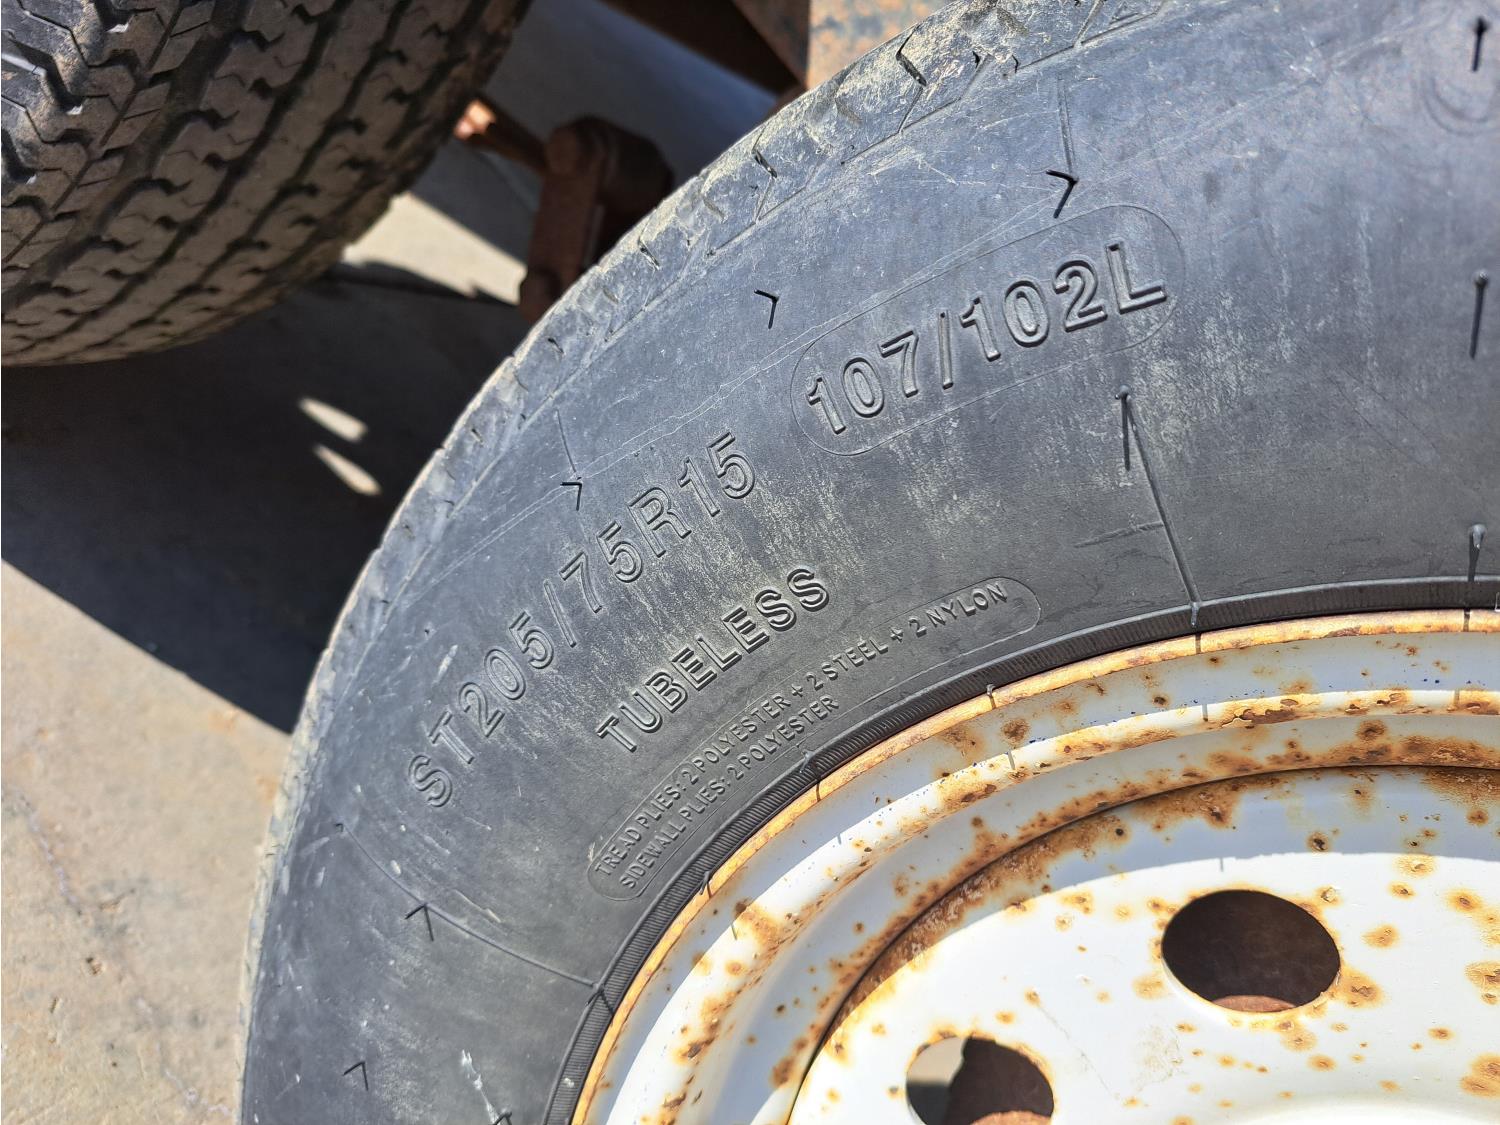 ST205/75R15 107/102L
TUBELESS
TREAD PLIES: 2 POLYESTER + 2 STEEL + 2 NYLON
SIDEWALL PLIES: 2 POLYESTER